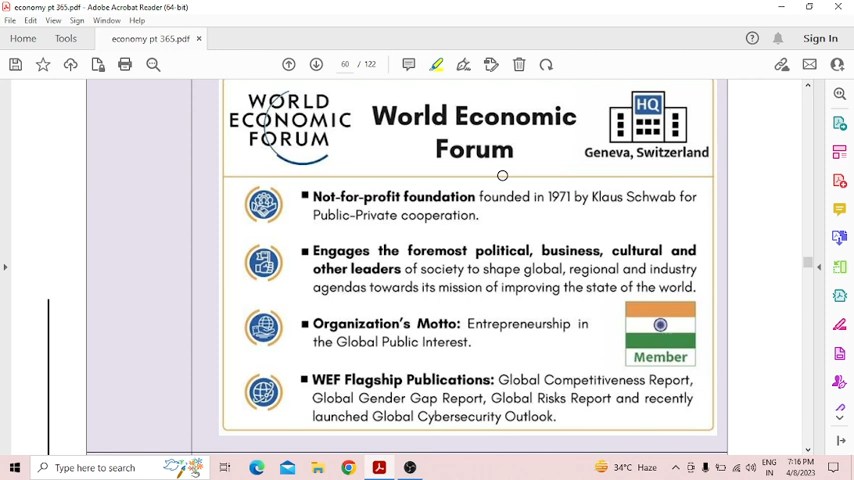 economy pt 365.pdf - Adobe Acrobat Reader (64-bit)
File Edit View Sign Window Help
Home Tools economy pt 365.pdf × Sign In
60 / 122
WORLD
ECONOMIC
FORUM
World Economic
Forum
HQ
Geneva, Switzerland
Not-for-profit foundation founded in 1971 by Klaus Schwab for
Public-Private cooperation.
Engages the foremost political, business, cultural and
other leaders of society to shape global, regional and industry
agendas towards its mission of improving the state of the world.
Organization's Motto: Entrepreneurship in
the Global Public Interest.
Member
WEF Flagship Publications: Global Competitiveness Report,
Global Gender Gap Report, Global Risks Report and recently
launched Global Cybersecurity Outlook.
Type here to search
34°C Haze
ENG
IN
7:16 PM
4/8/2023